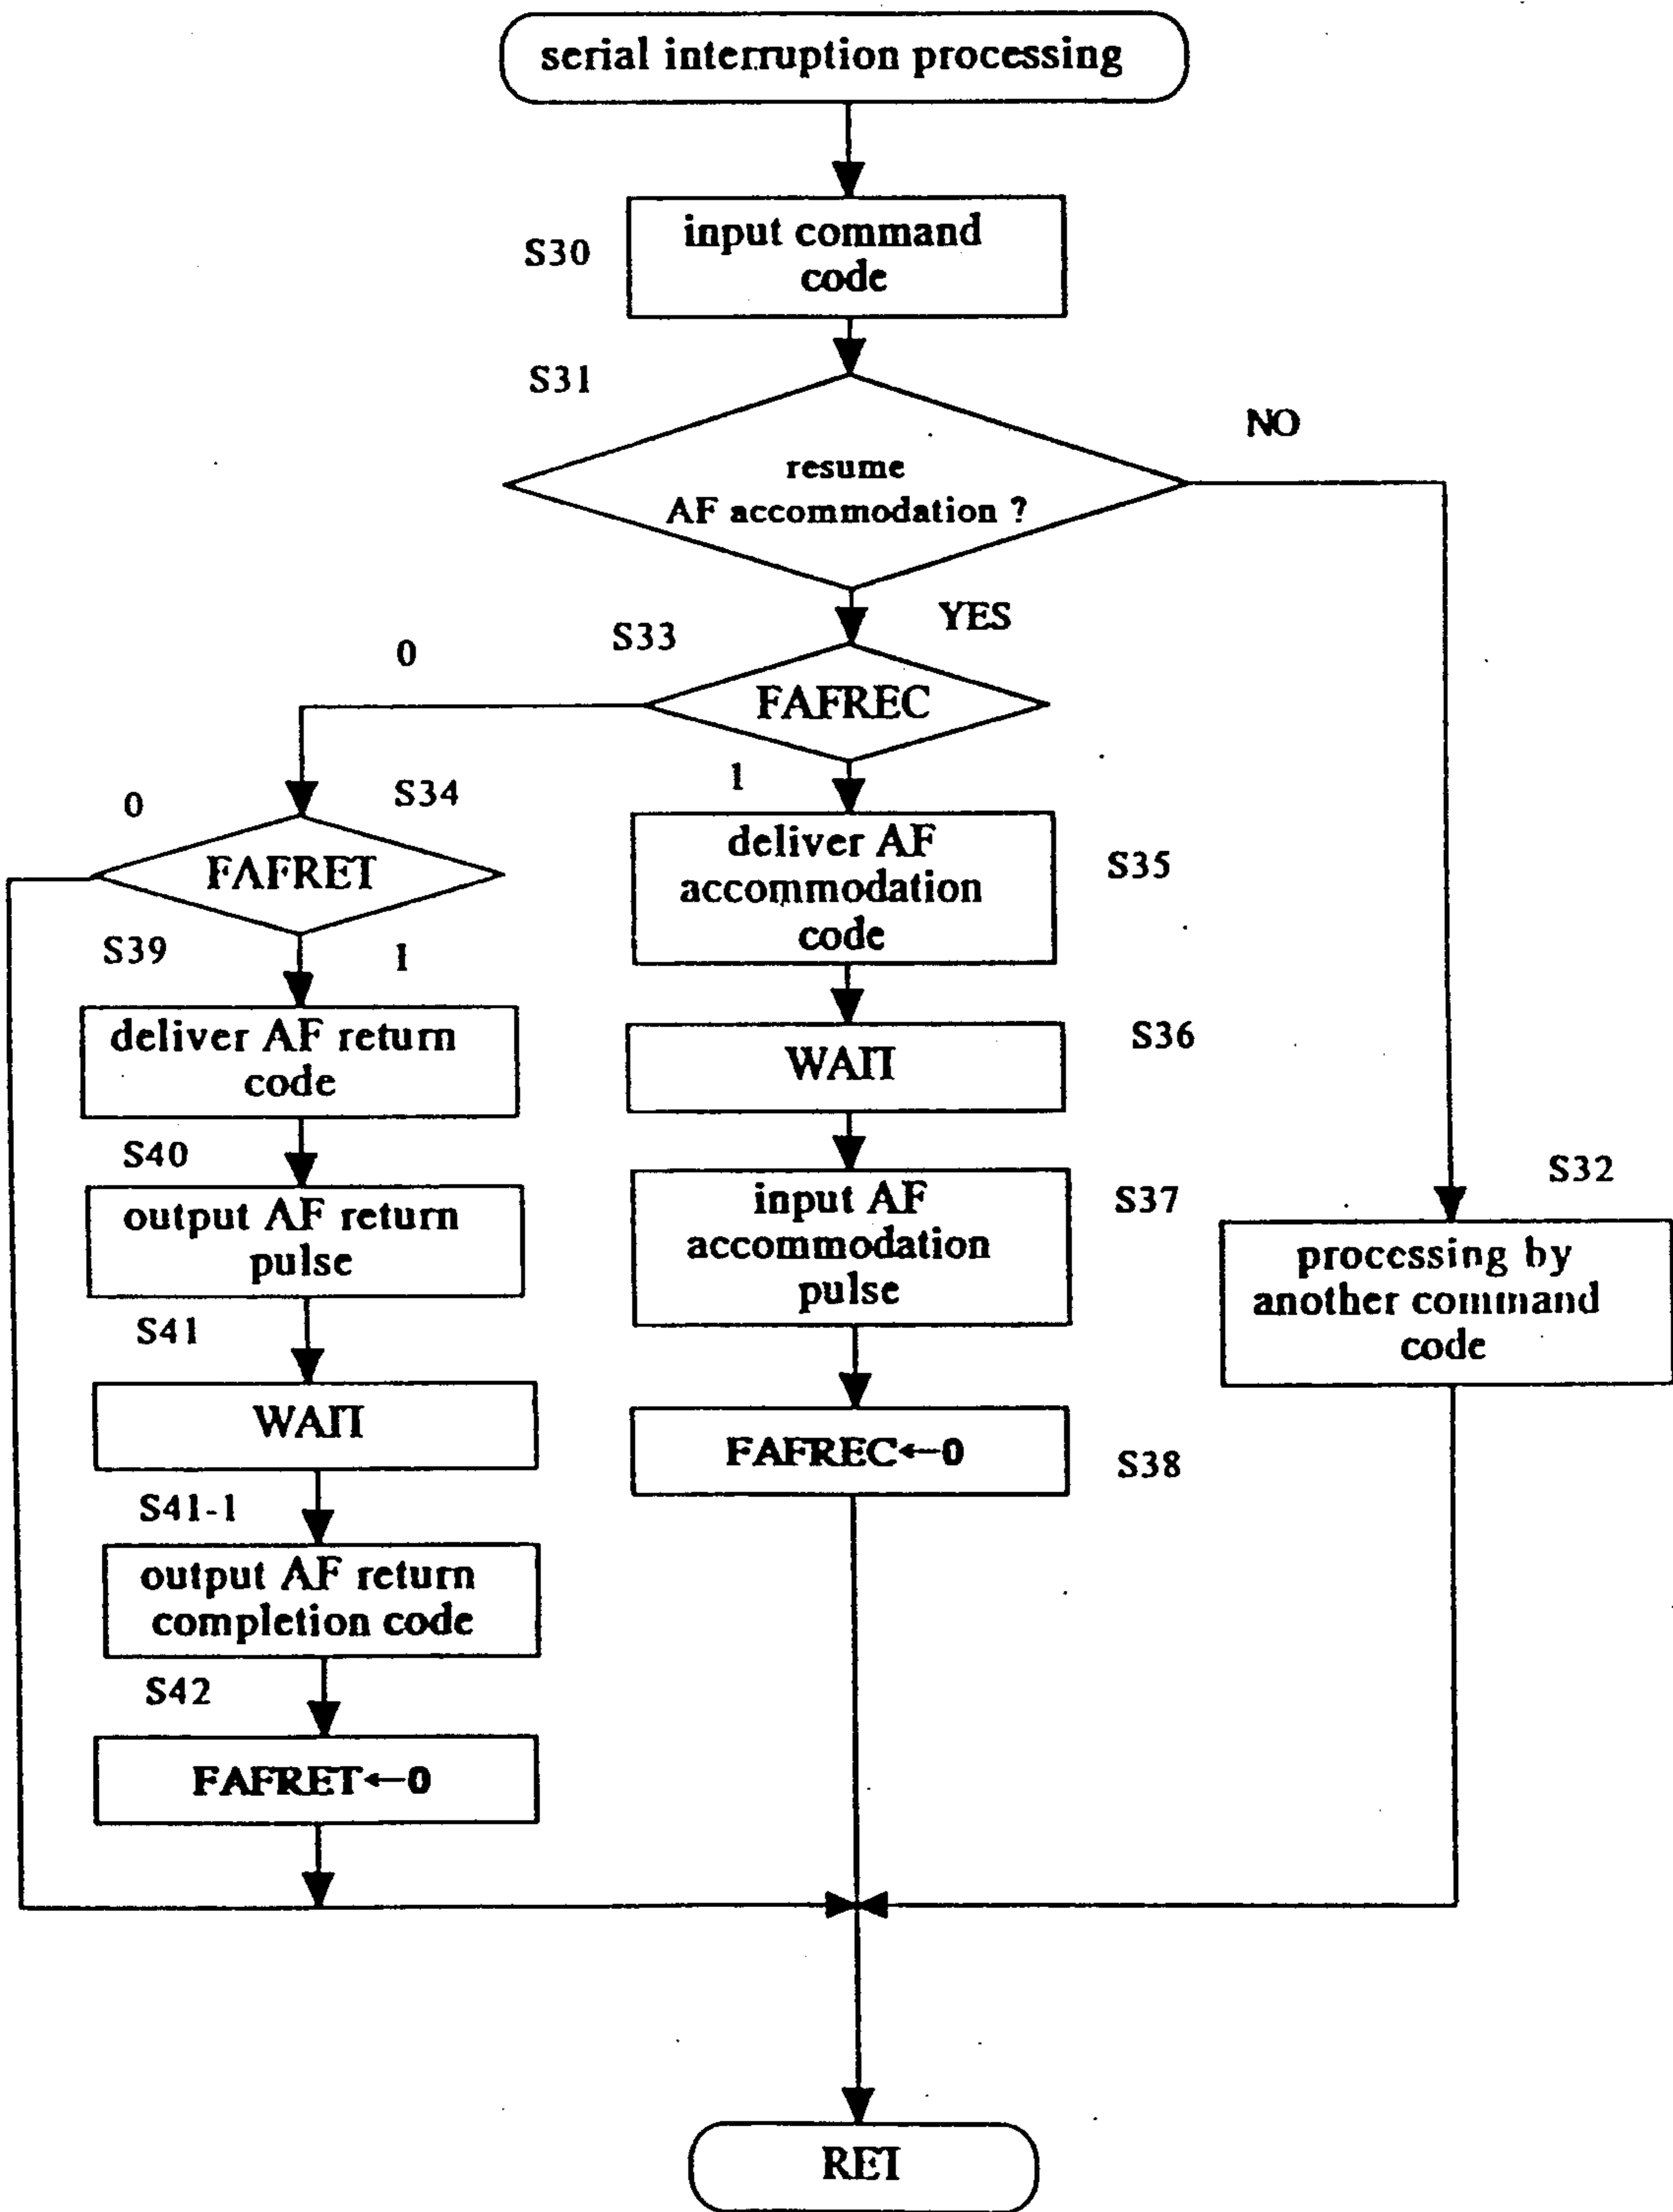 serial interruption processing
S30
input command
code
S31
NO
resume
AF accommodation ?
YES
S33
0
FAFREC
1
S34
0
FAFRET
deliver AF
accommodation
code
S35
S39
1
deliver AF return
code
WAIT
S36
S40
output AF return
pulse
input AF
accommodation
pulse
S37
S32
processing by
another command
code
S41
WAIT
FAFREC←0
S38
S41-1
output AF return
completion code
S42
FAFRET←0
RET